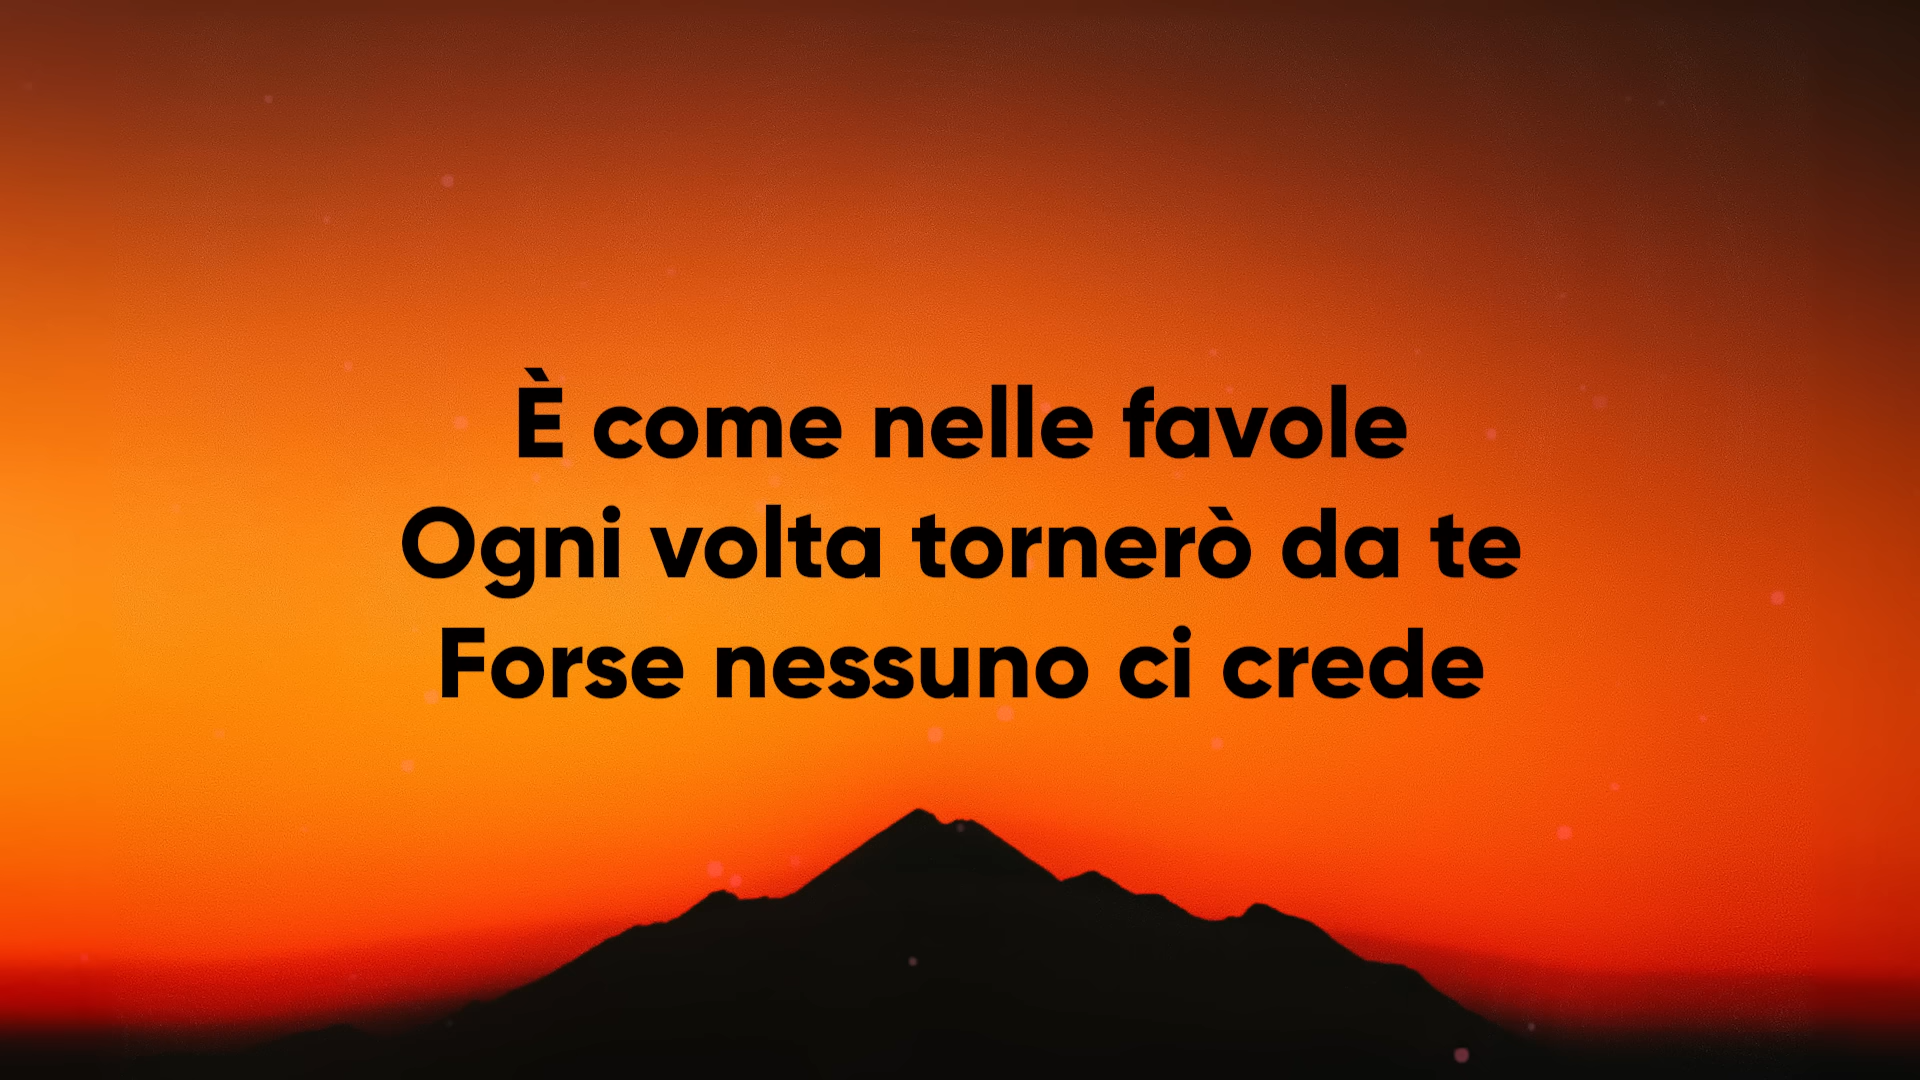 È come nelle favole
Ogni volta tornerò da te
Forse nessuno ci crede